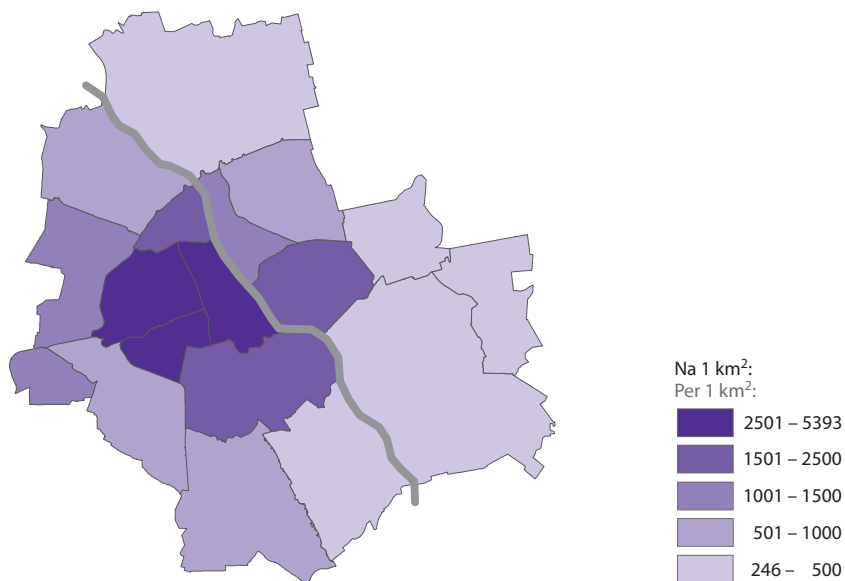 Na 1 km²:
Per 1 km²:
2501 – 5393
1501 – 2500
1001 – 1500
501 – 1000
246 – 500